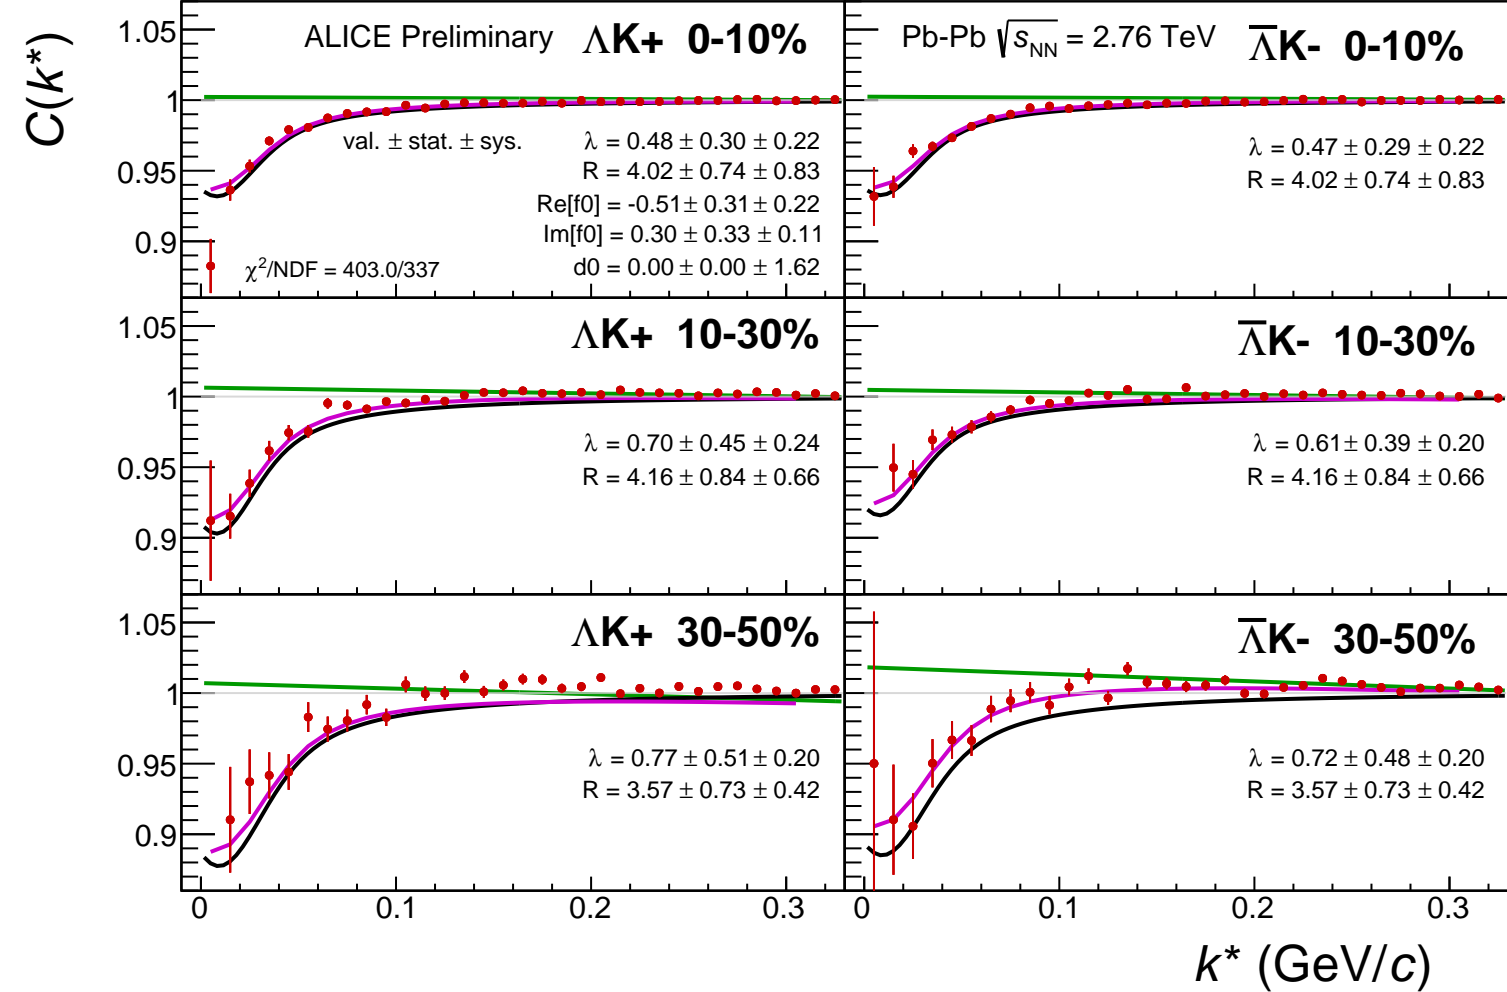 C(k*)
1.05
1
0.95
0.9
ALICE Preliminary ΛK+ 0-10%
val. ± stat. ± sys.
λ = 0.48 ± 0.30 ± 0.22
R = 4.02 ± 0.74 ± 0.83
Re[f0] = -0.51 ± 0.31 ± 0.22
Im[f0] = 0.30 ± 0.33 ± 0.11
d0 = 0.00 ± 0.00 ± 1.62
χ²/NDF = 403.0/337
Pb-Pb √s_NN = 2.76 TeV Λ̅K- 0-10%
λ = 0.47 ± 0.29 ± 0.22
R = 4.02 ± 0.74 ± 0.83
1.05
1
0.95
0.9
ΛK+ 10-30%
λ = 0.70 ± 0.45 ± 0.24
R = 4.16 ± 0.84 ± 0.66
Λ̅K- 10-30%
λ = 0.61 ± 0.39 ± 0.20
R = 4.16 ± 0.84 ± 0.66
1.05
1
0.95
0.9
ΛK+ 30-50%
λ = 0.77 ± 0.51 ± 0.20
R = 3.57 ± 0.73 ± 0.42
Λ̅K- 30-50%
λ = 0.72 ± 0.48 ± 0.20
R = 3.57 ± 0.73 ± 0.42
0 0.1 0.2 0.3
0 0.1 0.2 0.3
k* (GeV/c)